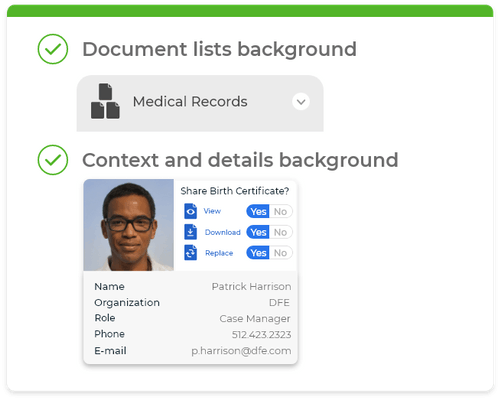 Document lists background
Medical Records
Context and details background
Share Birth Certificate?
View Yes No
Download Yes No
Replace Yes No
Name Patrick Harrison
Organization DFE
Role Case Manager
Phone 512.423.2323
E-mail p.harrison@dfe.com